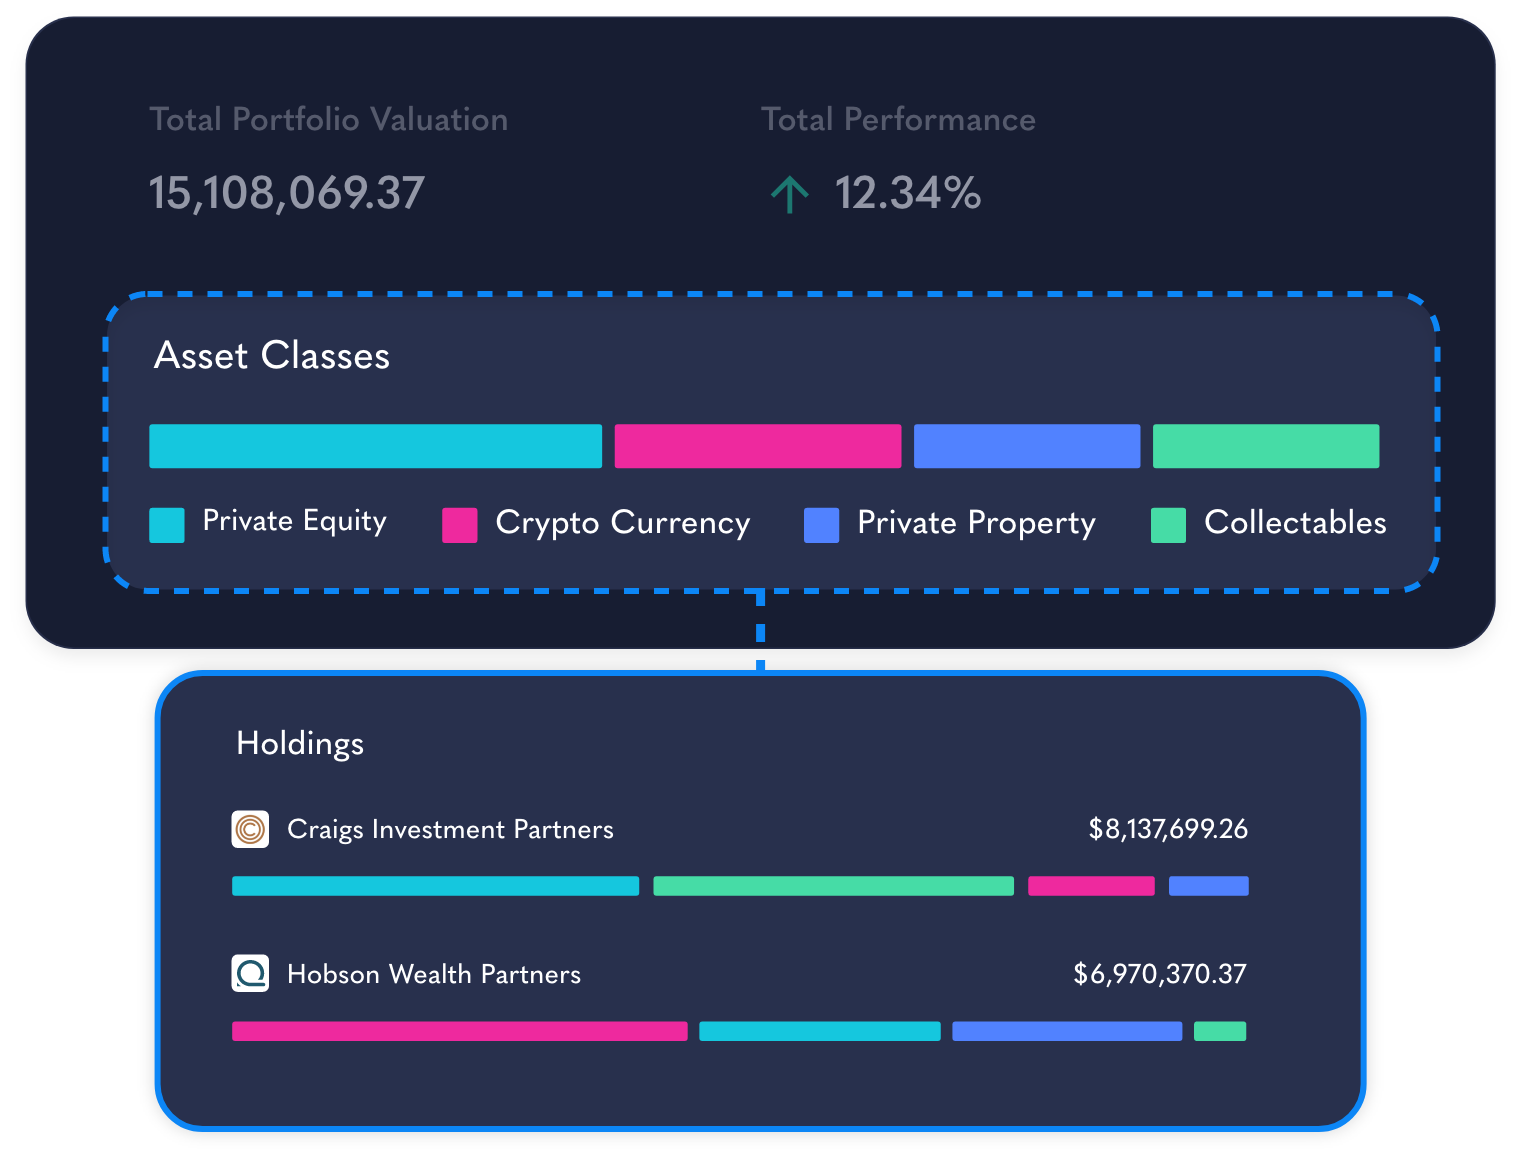 Total Portfolio Valuation
Total Performance
15,108,069.37
12.34%
Asset Classes
Private Equity
Crypto Currency
Private Property
Collectables
Holdings
Craigs Investment Partners
$8,137,699.26
Hobson Wealth Partners
$6,970,370.37